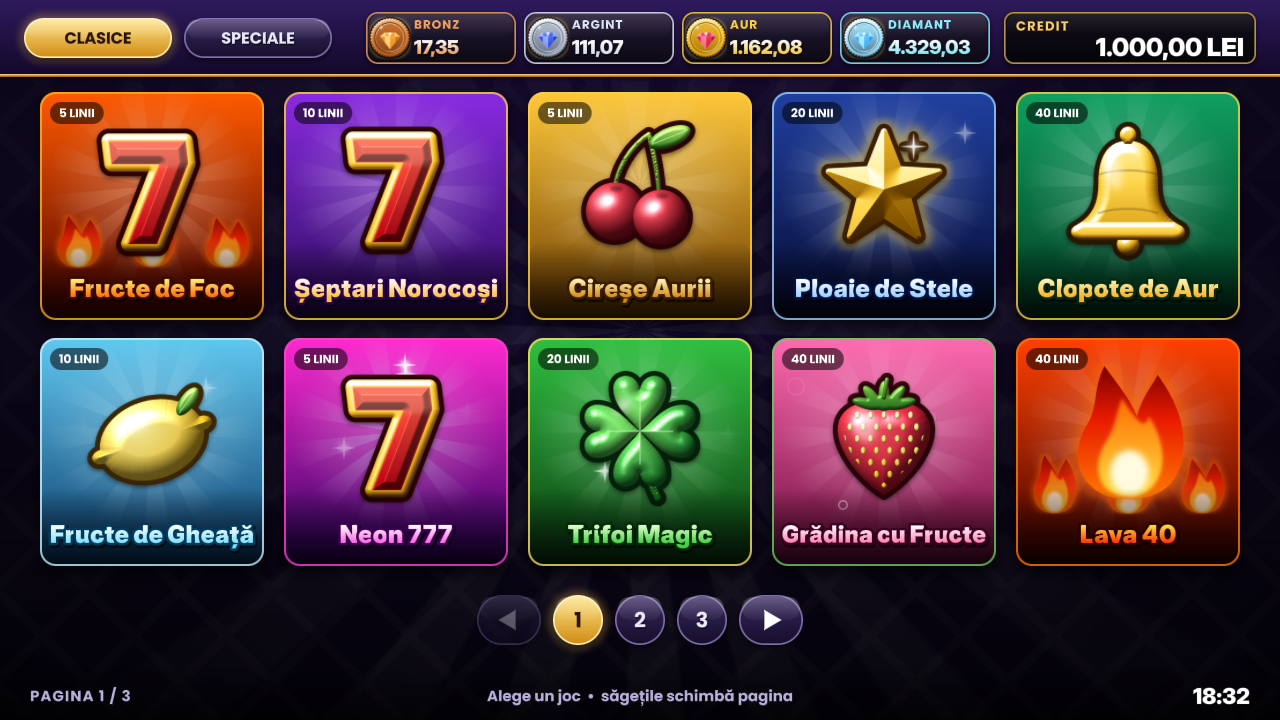 CLASICE
SPECIALE
BRONZ
17,35
ARGINT
111,07
AUR
1.162,08
DIAMANT
4.329,03
CREDIT
1.000,00 LEI
5 LINII
Fructe de Foc
10 LINII
Șeptari Norocoși
5 LINII
Cireșe Aurii
20 LINII
Ploaie de Stele
40 LINII
Clopote de Aur
10 LINII
Fructe de Gheață
5 LINII
Neon 777
20 LINII
Trifoi Magic
40 LINII
Grădina cu Fructe
40 LINII
Lava 40
1
2
3
PAGINA 1 / 3
Alege un joc • săgețile schimbă pagina
18:32